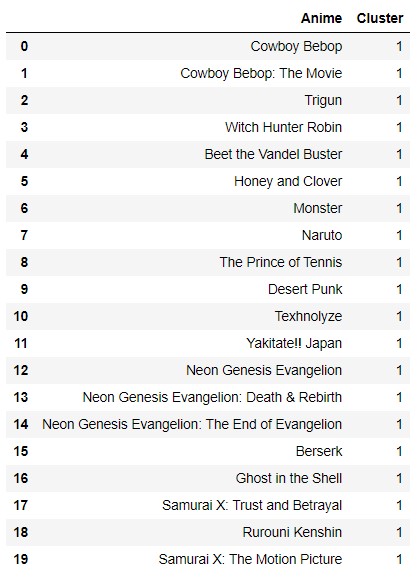 Anime Cluster
0 Cowboy Bebop 1
1 Cowboy Bebop: The Movie 1
2 Trigun 1
3 Witch Hunter Robin 1
4 Beet the Vandel Buster 1
5 Honey and Clover 1
6 Monster 1
7 Naruto 1
8 The Prince of Tennis 1
9 Desert Punk 1
10 Texhnolyze 1
11 Yakitate!! Japan 1
12 Neon Genesis Evangelion 1
13 Neon Genesis Evangelion: Death & Rebirth 1
14 Neon Genesis Evangelion: The End of Evangelion 1
15 Berserk 1
16 Ghost in the Shell 1
17 Samurai X: Trust and Betrayal 1
18 Rurouni Kenshin 1
19 Samurai X: The Motion Picture 1